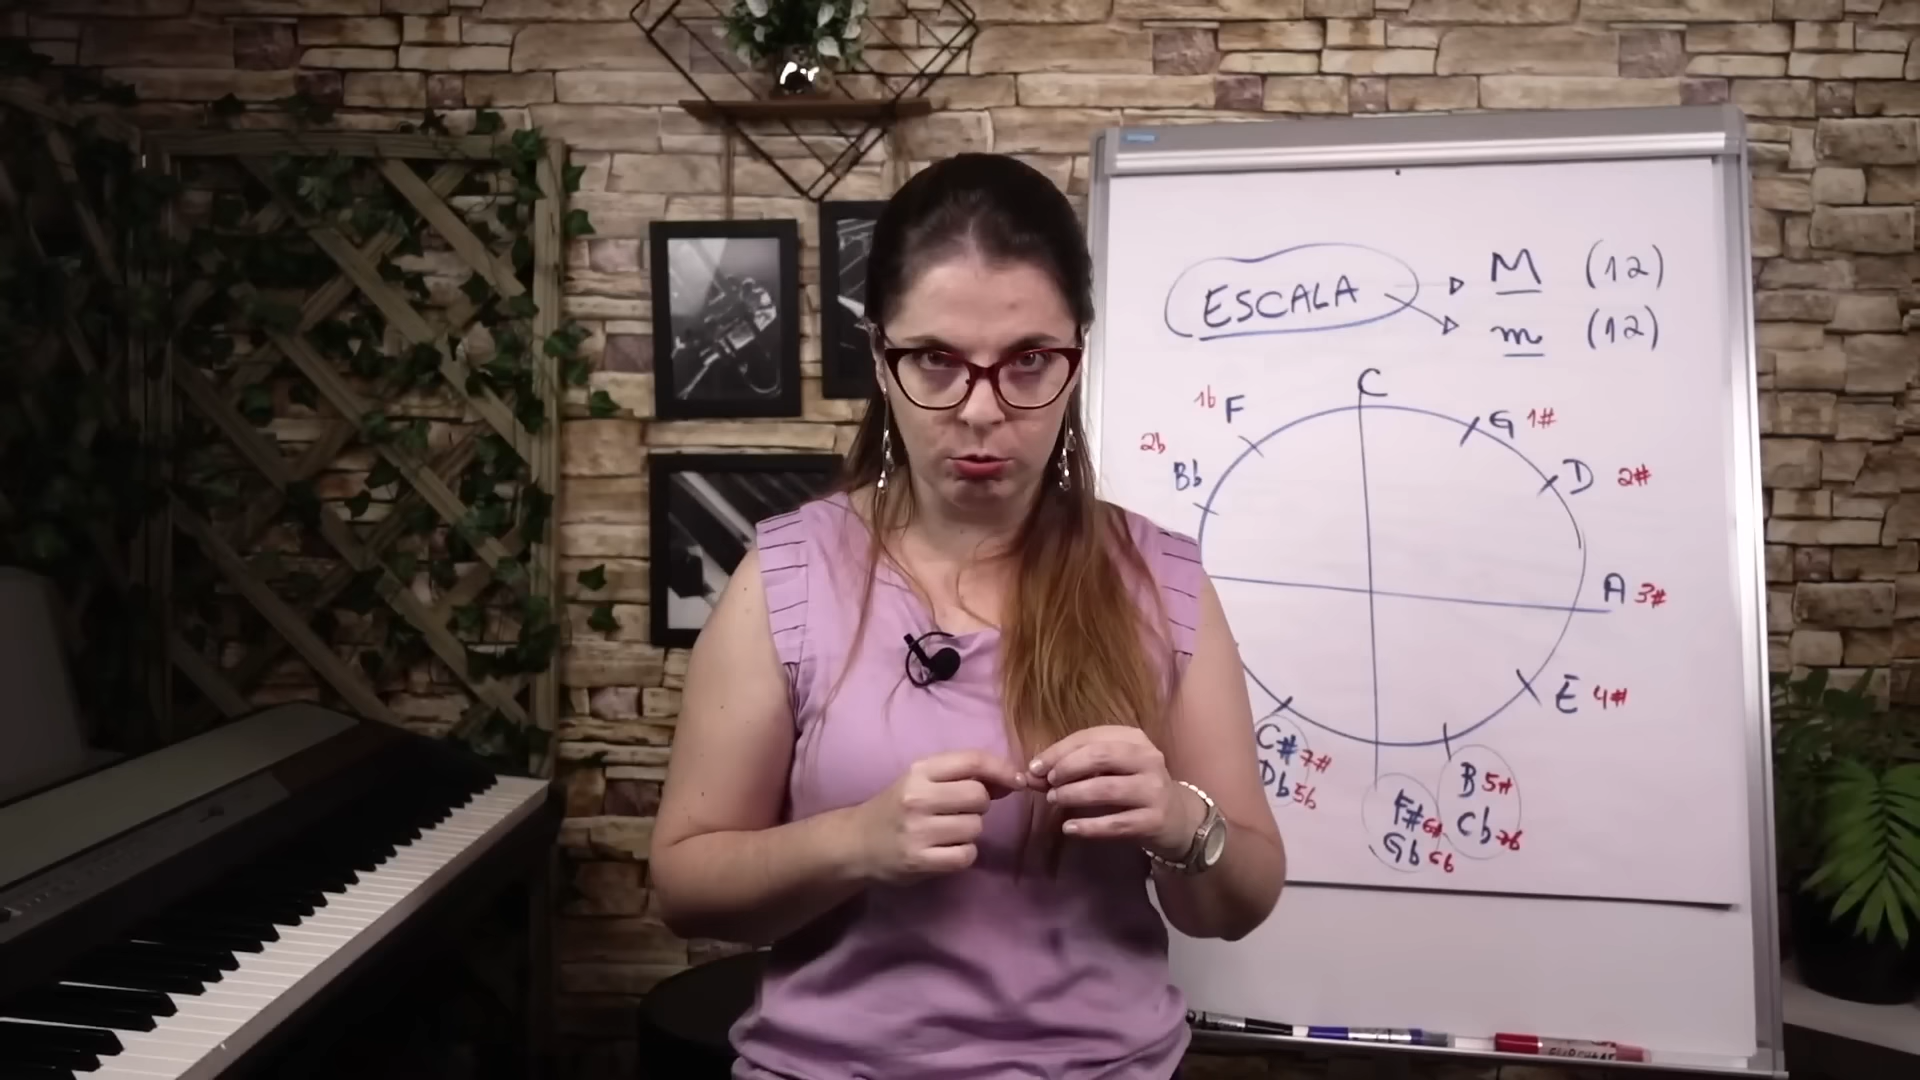 ESCALA
M (12)
m (12)
C
1b F
G 1#
2b
Bb
D 2#
A 3#
E 4#
C# 7#
Db 5b
B 5#
Cb 7b
F# 6#
Gb 6b